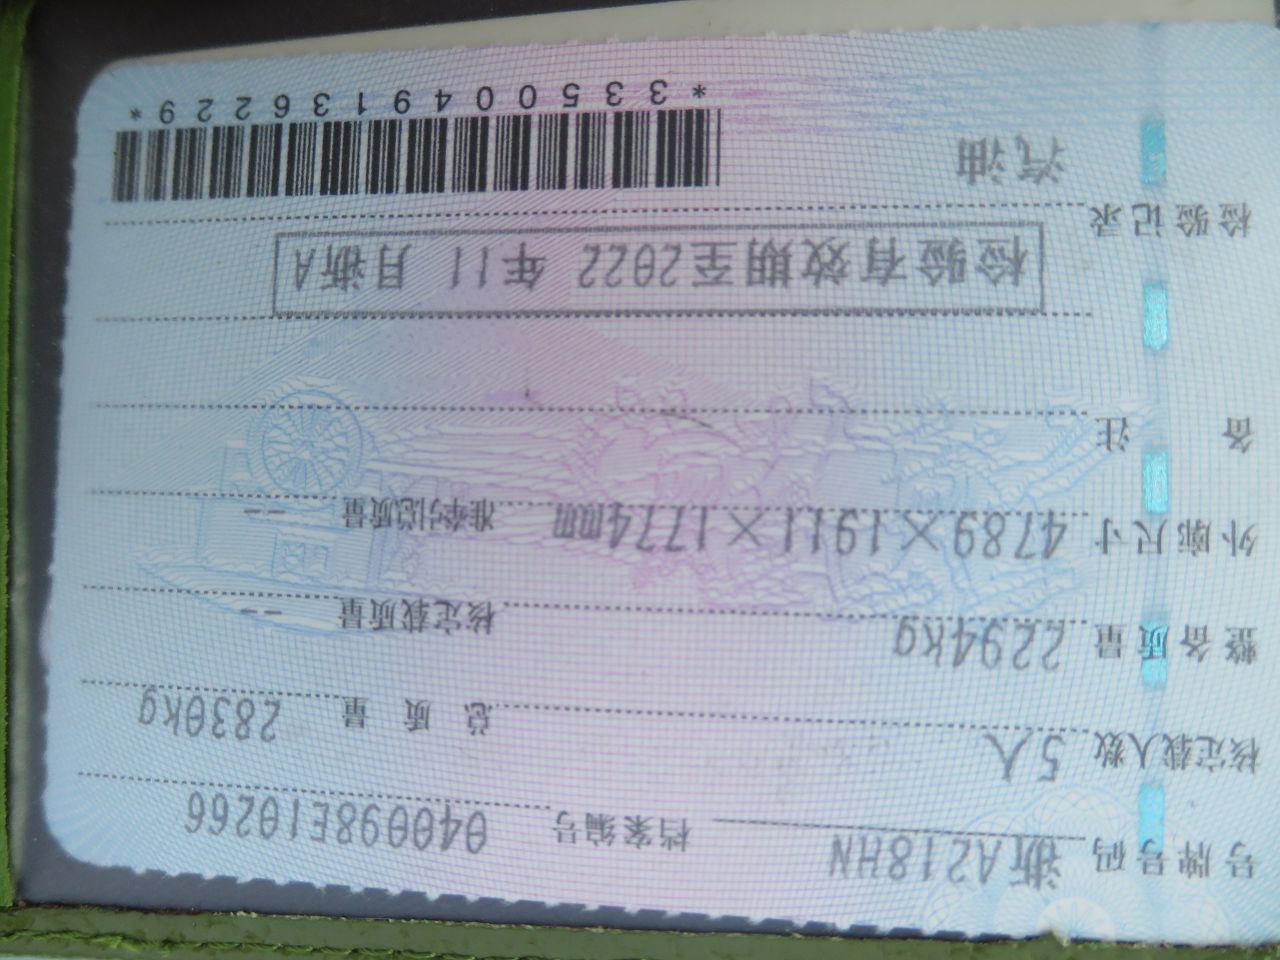 号牌号码 浙A218HN 档案编号 040098E10266
核定载人数 5人 总质量 2830kg
整备质量 2294kg 核定载质量 --
外廓尺寸 4789×1911×1774mm 准牵引总质量 --
备注
检验有效期至2022年11月浙A
检验记录
汽油
*3350049136229*